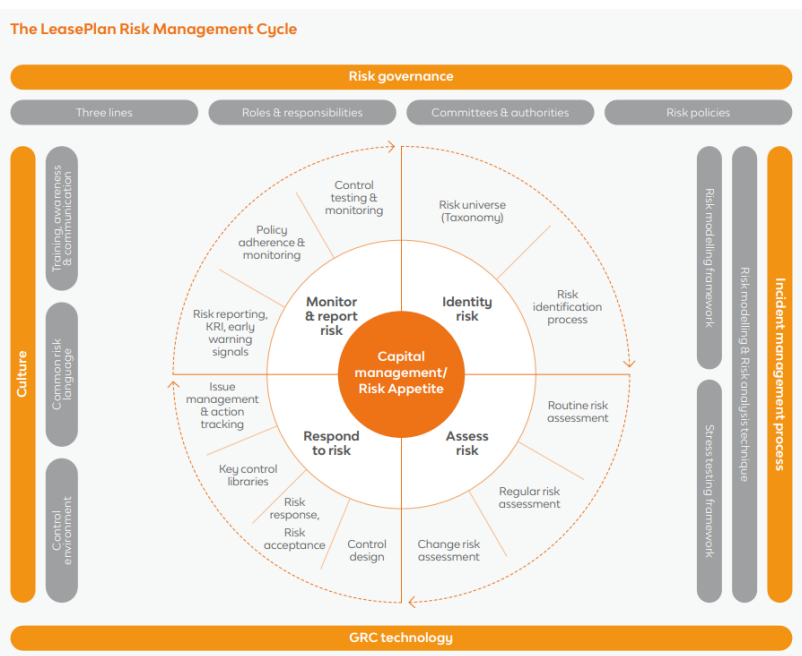 The LeasePlan Risk Management Cycle
Risk governance
Three lines
Roles & responsibilities
Committees & authorities
Risk policies
Culture
Training, awareness
& communication
Common risk
language
Control
environment
Control
testing &
monitoring
Policy
adherence &
monitoring
Risk reporting,
KRI, early
warning
signals
Monitor
& report
risk
Risk universe
(Taxonomy)
Risk
identification
process
Identity
risk
Capital
management/
Risk Appetite
Issue
management
& action
tracking
Key control
libraries
Risk
response,
Risk
acceptance
Control
design
Respond
to risk
Assess
risk
Routine risk
assessment
Regular risk
assessment
Change risk
assessment
Risk modelling framework
Stress testing framework
Risk modelling & Risk analysis technique
Incident management process
GRC technology